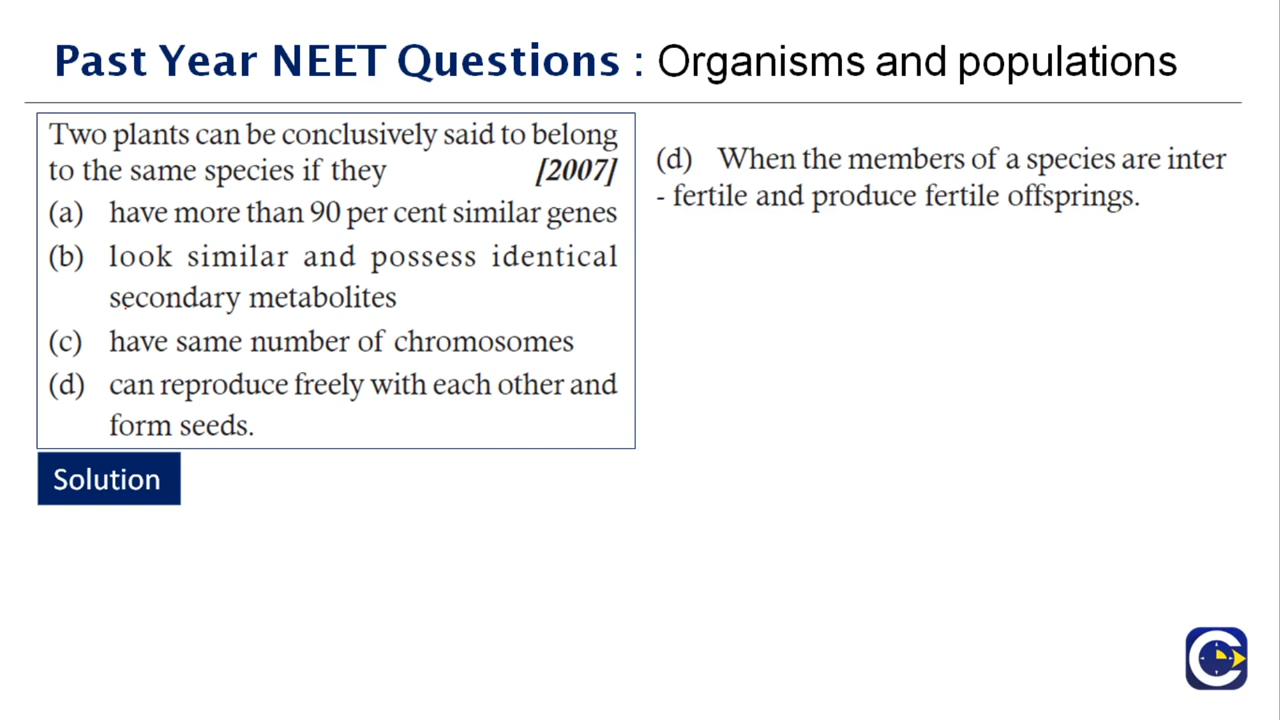 Past Year NEET Questions : Organisms and populations
Two plants can be conclusively said to belong
to the same species if they [2007]
(a) have more than 90 per cent similar genes
(b) look similar and possess identical
secondary metabolites
(c) have same number of chromosomes
(d) can reproduce freely with each other and
form seeds.
Solution
(d) When the members of a species are inter
- fertile and produce fertile offsprings.